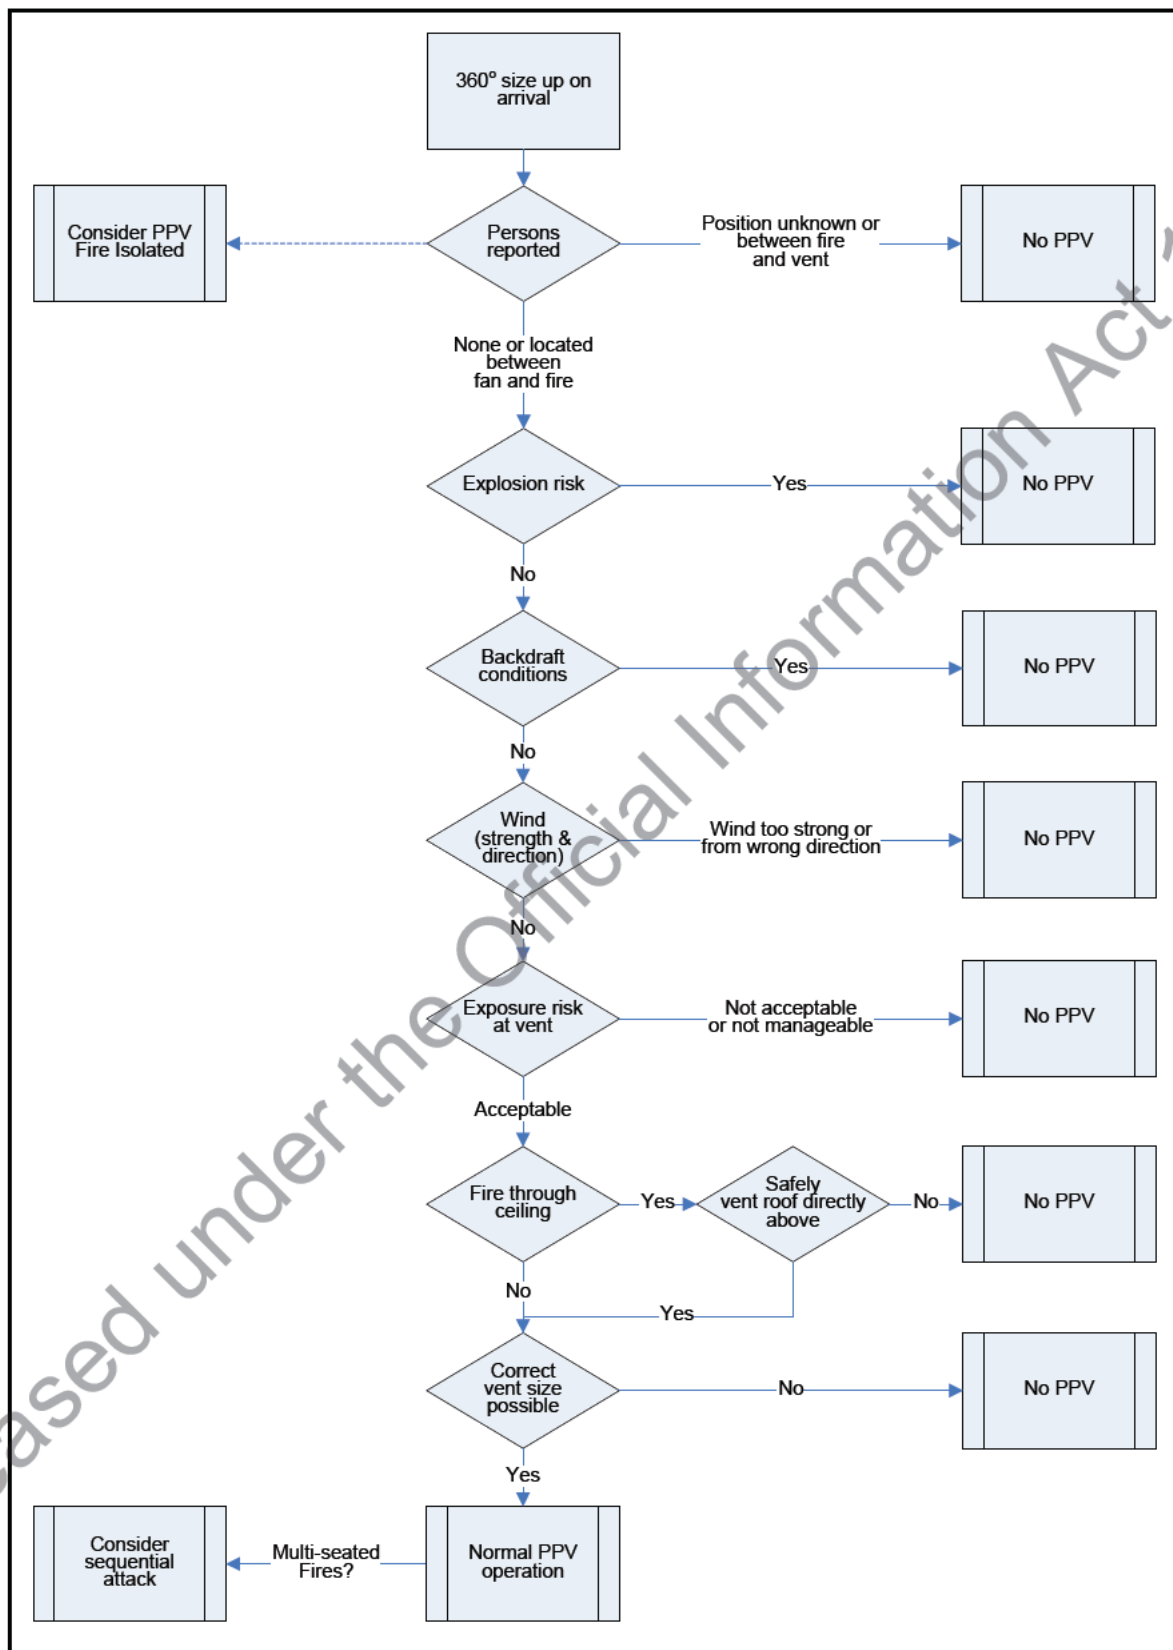 360° size up on
arrival
Consider PPV
Fire Isolated
Persons
reported
Position unknown or
between fire
and vent
No PPV
None or located
between
fan and fire
Explosion risk
Yes
No PPV
No
Backdraft
conditions
Yes
No PPV
No
Wind
(strength &
direction)
Wind too strong or
from wrong direction
No PPV
No
Exposure risk
at vent
Not acceptable
or not manageable
No PPV
Acceptable
Fire through
ceiling
Yes
Safely
vent roof directly
above
No
No PPV
No
Yes
Correct
vent size
possible
No
No PPV
Yes
Consider
sequential
attack
Multi-seated
Fires?
Normal PPV
operation
under the Official Information Act